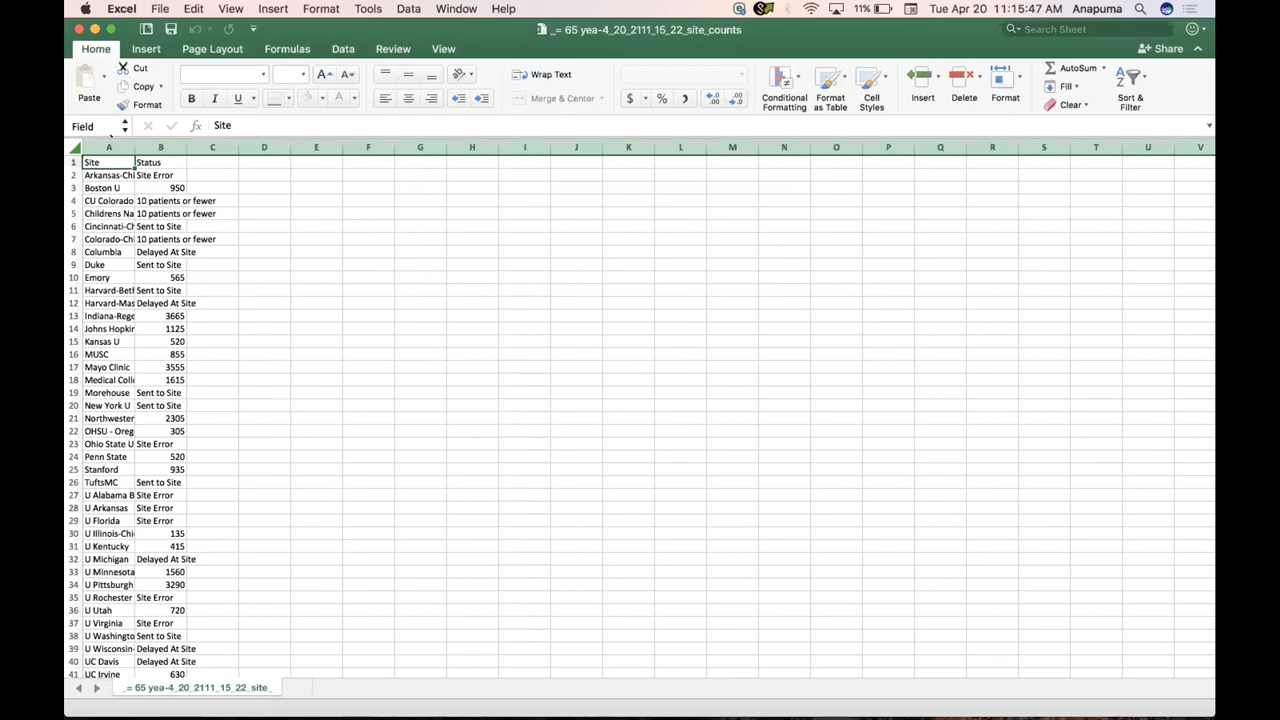 Excel File Edit View Insert Format Tools Data Window Help 11% Tue Apr 20 11:15:47 AM Anapuma
_= 65 yea-4_20_2111_15_22_site_counts Search Sheet
Home Insert Page Layout Formulas Data Review View Share
Paste Cut Copy Format Wrap Text Merge & Center Conditional Formatting Format as Table Cell Styles Insert Delete Format AutoSum Fill Clear Sort & Filter
Field Site
A B C D E F G H I J K L M N O P Q R S T U V
1 Site Status
2 Arkansas-Chi Site Error
3 Boston U 950
4 CU Colorado 10 patients or fewer
5 Childrens Na 10 patients or fewer
6 Cincinnati-Ch Sent to Site
7 Colorado-Chi 10 patients or fewer
8 Columbia Delayed At Site
9 Duke Sent to Site
10 Emory 565
11 Harvard-Beth Sent to Site
12 Harvard-Mas Delayed At Site
13 Indiana-Rege 3665
14 Johns Hopkin 1125
15 Kansas U 520
16 MUSC 855
17 Mayo Clinic 3555
18 Medical Colle 1615
19 Morehouse Sent to Site
20 New York U Sent to Site
21 Northwester 2305
22 OHSU - Oreg 305
23 Ohio State U Site Error
24 Penn State 520
25 Stanford 935
26 TuftsMC Sent to Site
27 U Alabama B Site Error
28 U Arkansas Site Error
29 U Florida Site Error
30 U Illinois-Chi 135
31 U Kentucky 415
32 U Michigan Delayed At Site
33 U Minnesota 1560
34 U Pittsburgh 3290
35 U Rochester Site Error
36 U Utah 720
37 U Virginia Site Error
38 U Washingto Sent to Site
39 U Wisconsin- Delayed At Site
40 UC Davis Delayed At Site
41 UC Irvine 630
_= 65 yea-4_20_2111_15_22_site_